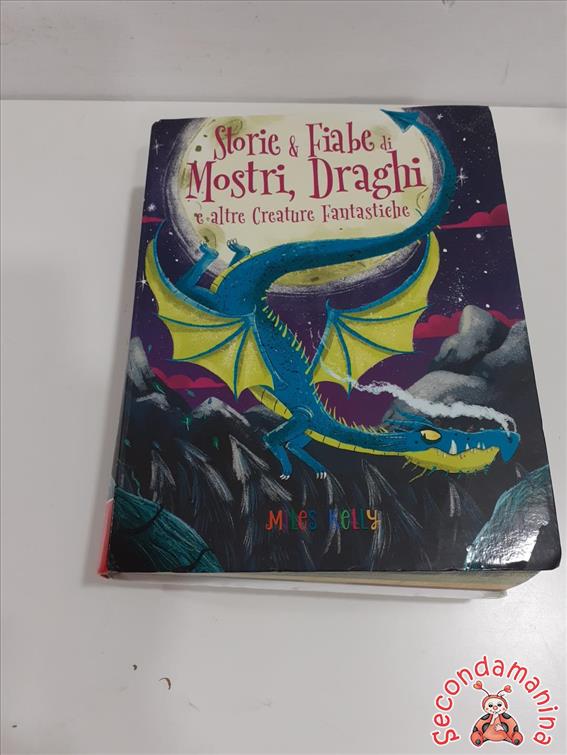 Storie & Fiabe di
Mostri, Draghi
e altre Creature Fantastiche
Miles Kelly
Secondamanina